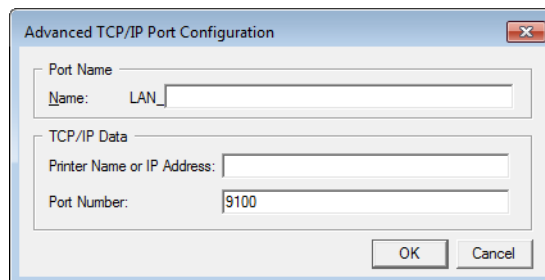 Advanced TCP/IP Port Configuration
Port Name
Name: LAN_
TCP/IP Data
Printer Name or IP Address:
Port Number: 9100
OK Cancel